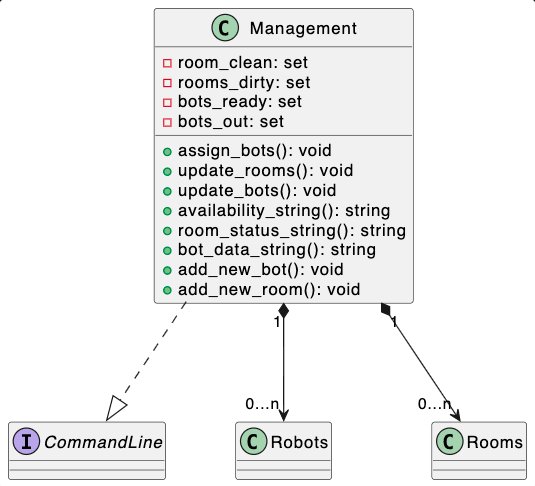 C Management
room_clean: set
rooms_dirty: set
bots_ready: set
bots_out: set
assign_bots(): void
update_rooms(): void
update_bots(): void
availability_string(): string
room_status_string(): string
bot_data_string(): string
add_new_bot(): void
add_new_room(): void
1 1
0...n 0...n
I CommandLine C Robots C Rooms